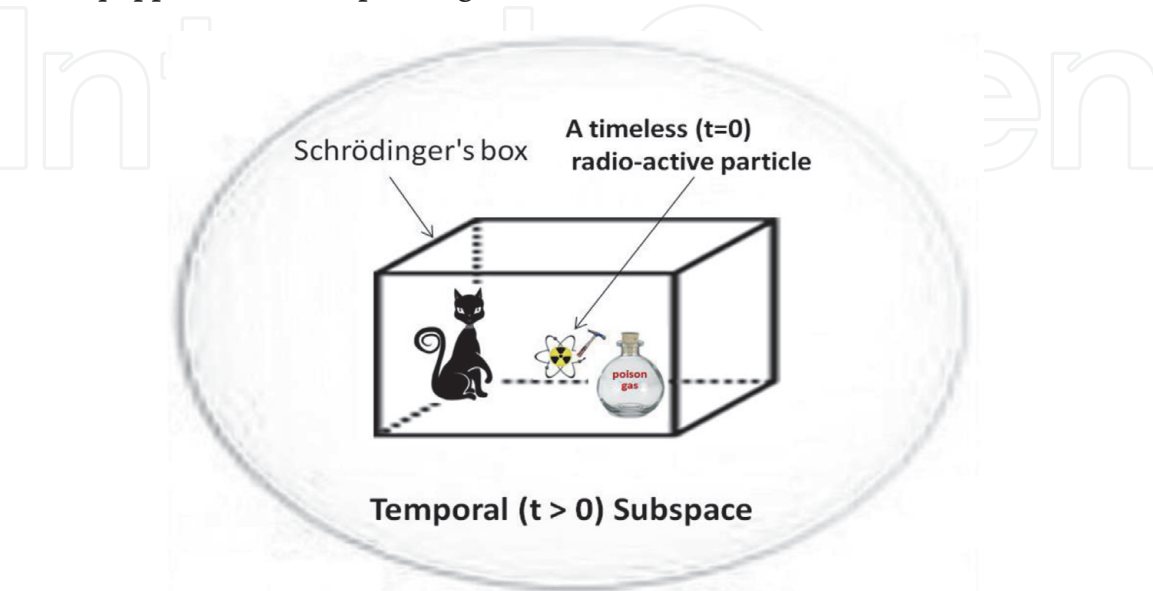 Schrödinger's box
A timeless (t=0)
radio-active particle
poison
gas
Temporal (t > 0) Subspace